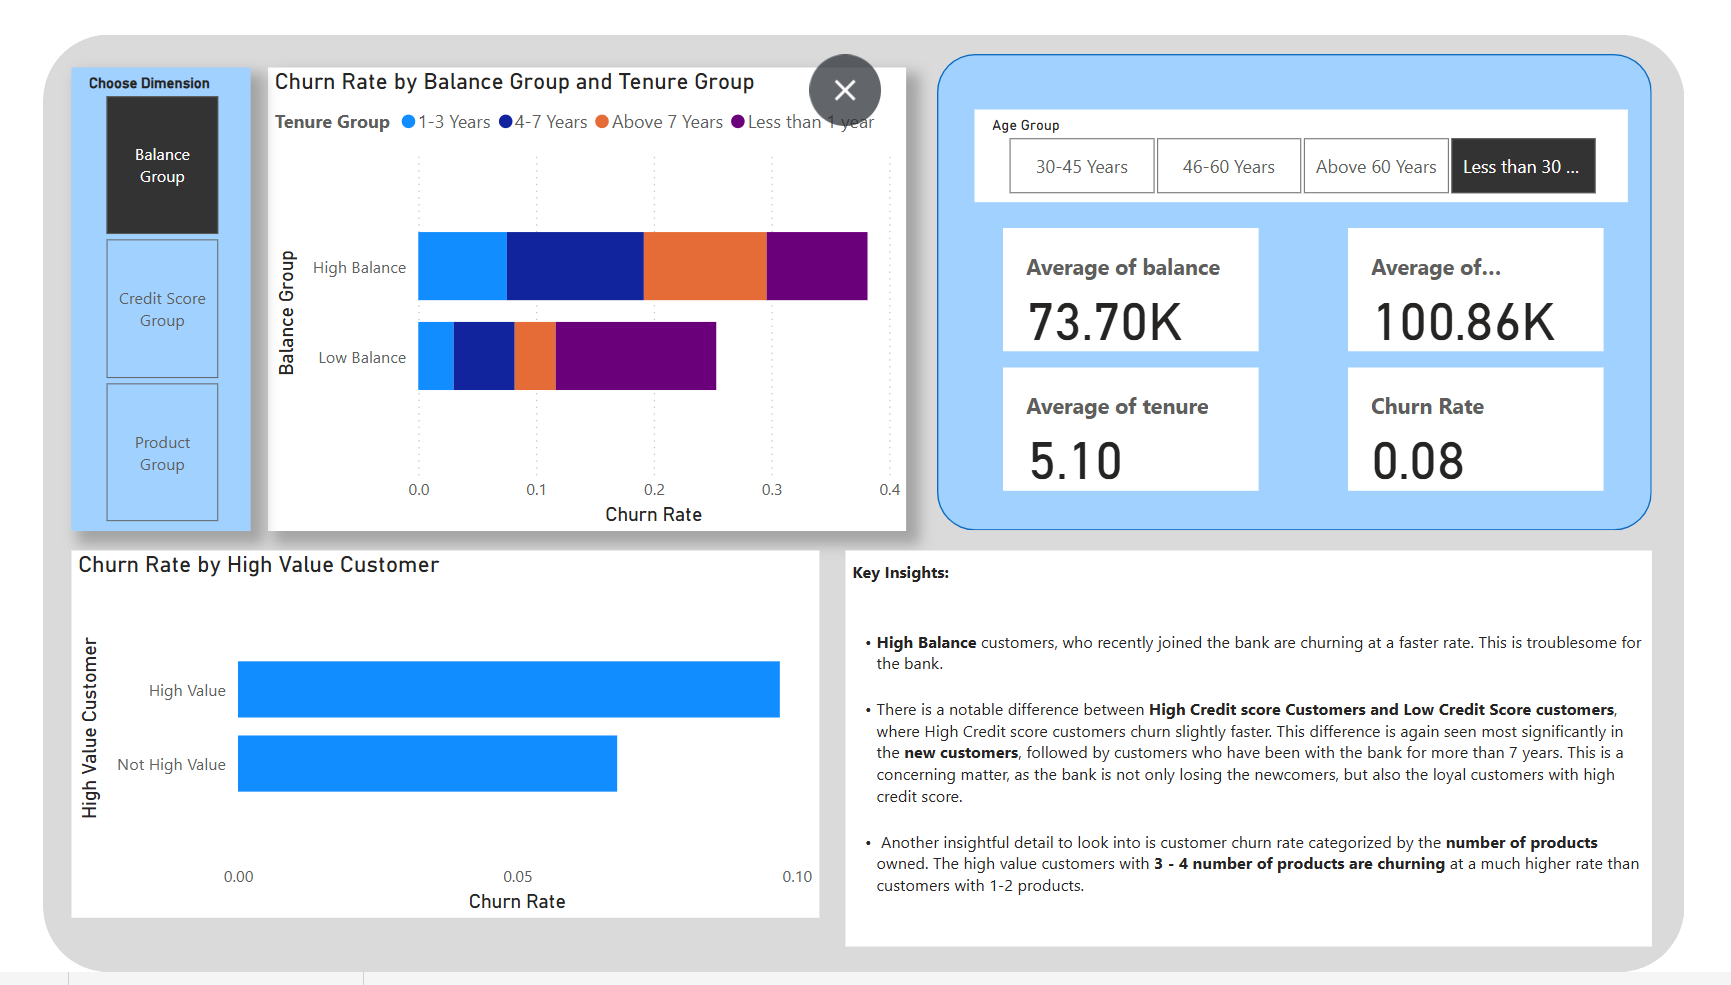 Choose Dimension
Balance
Group
Credit Score
Group
Product
Group
Churn Rate by Balance Group and Tenure Group
Tenure Group 1-3 Years 4-7 Years Above 7 Years Less than 1 year
Balance Group
High Balance
Low Balance
0.0 0.1 0.2 0.3 0.4
Churn Rate
Age Group
30-45 Years 46-60 Years Above 60 Years Less than 30 ...
Average of balance
73.70K
Average of...
100.86K
Average of tenure
5.10
Churn Rate
0.08
Churn Rate by High Value Customer
High Value Customer
High Value
Not High Value
0.00 0.05 0.10
Churn Rate
Key Insights:
• High Balance customers, who recently joined the bank are churning at a faster rate. This is troublesome for
the bank.
• There is a notable difference between High Credit score Customers and Low Credit Score customers,
where High Credit score customers churn slightly faster. This difference is again seen most significantly in
the new customers, followed by customers who have been with the bank for more than 7 years. This is a
concerning matter, as the bank is not only losing the newcomers, but also the loyal customers with high
credit score.
• Another insightful detail to look into is customer churn rate categorized by the number of products
owned. The high value customers with 3 - 4 number of products are churning at a much higher rate than
customers with 1-2 products.